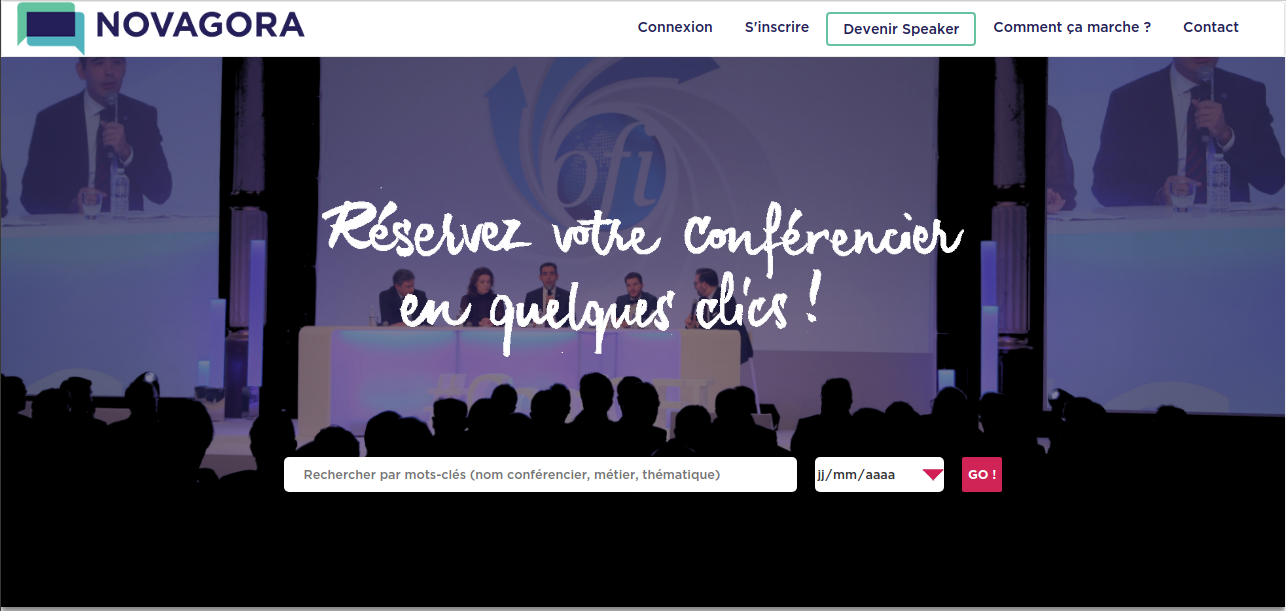 NOVAGORA
Connexion
S'inscrire
Devenir Speaker
Comment ça marche ?
Contact
ofi
Réservez votre conférencier
en quelques clics !
Rechercher par mots-clés (nom conférencier, métier, thématique)
jj/mm/aaaa
GO !